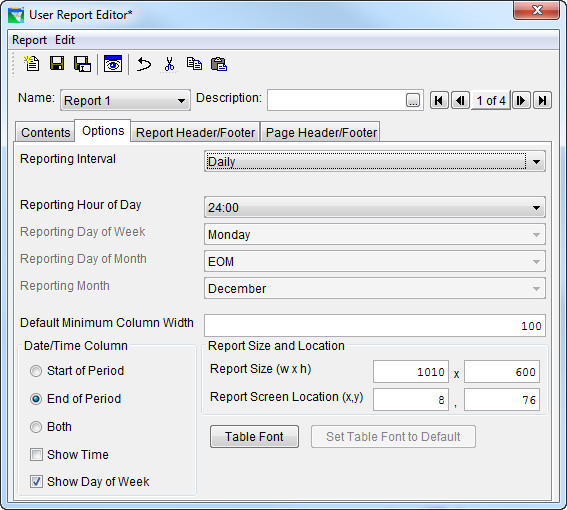 User Report Editor*
Report Edit
Name: Report 1 Description: ... 1 of 4
Contents Options Report Header/Footer Page Header/Footer
Reporting Interval Daily
Reporting Hour of Day 24:00
Reporting Day of Week Monday
Reporting Day of Month EOM
Reporting Month December
Default Minimum Column Width 100
Date/Time Column Report Size and Location
Start of Period Report Size (w x h) 1010 x 600
End of Period Report Screen Location (x,y) 8 , 76
Both Table Font Set Table Font to Default
Show Time
Show Day of Week